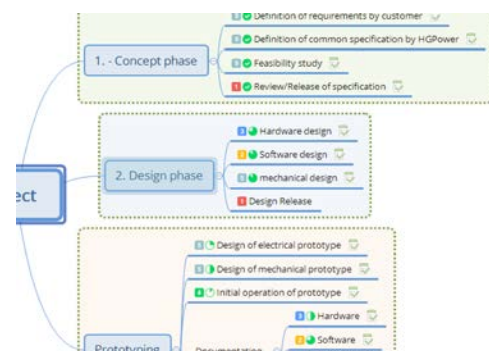 Definition of requirements by customer
Definition of common specification by HGPower
1. - Concept phase
Feasibility study
Review/Release of specification
Hardware design
Software design
2. Design phase
mechanical design
Design Release
ect
Design of electrical prototype
Design of mechanical prototype
Initial operation of prototype
Hardware
Software
Prototyping
Documentation